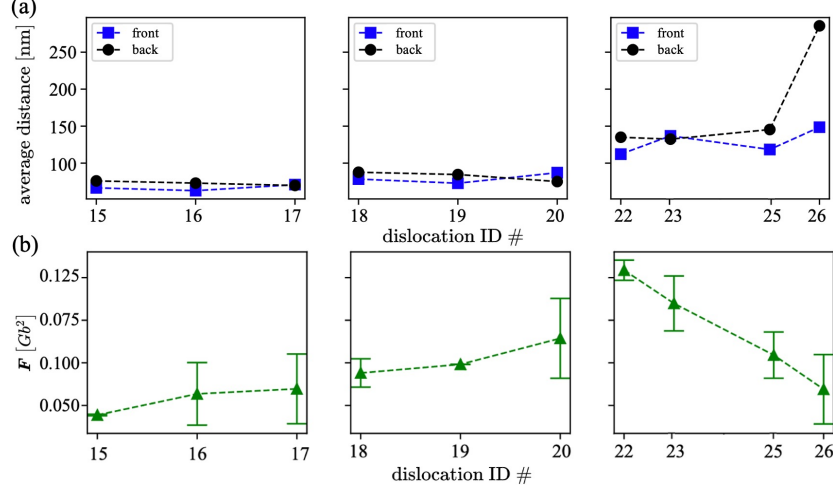 (a)
average distance [nm]
250
200
150
100
front
back
15 16 17
front
back
18 19 20
front
back
22 23 25 26
dislocation ID #
(b)
F [Gb²]
0.125
0.075
0.100
0.050
15 16 17
18 19 20
22 23 25 26
dislocation ID #